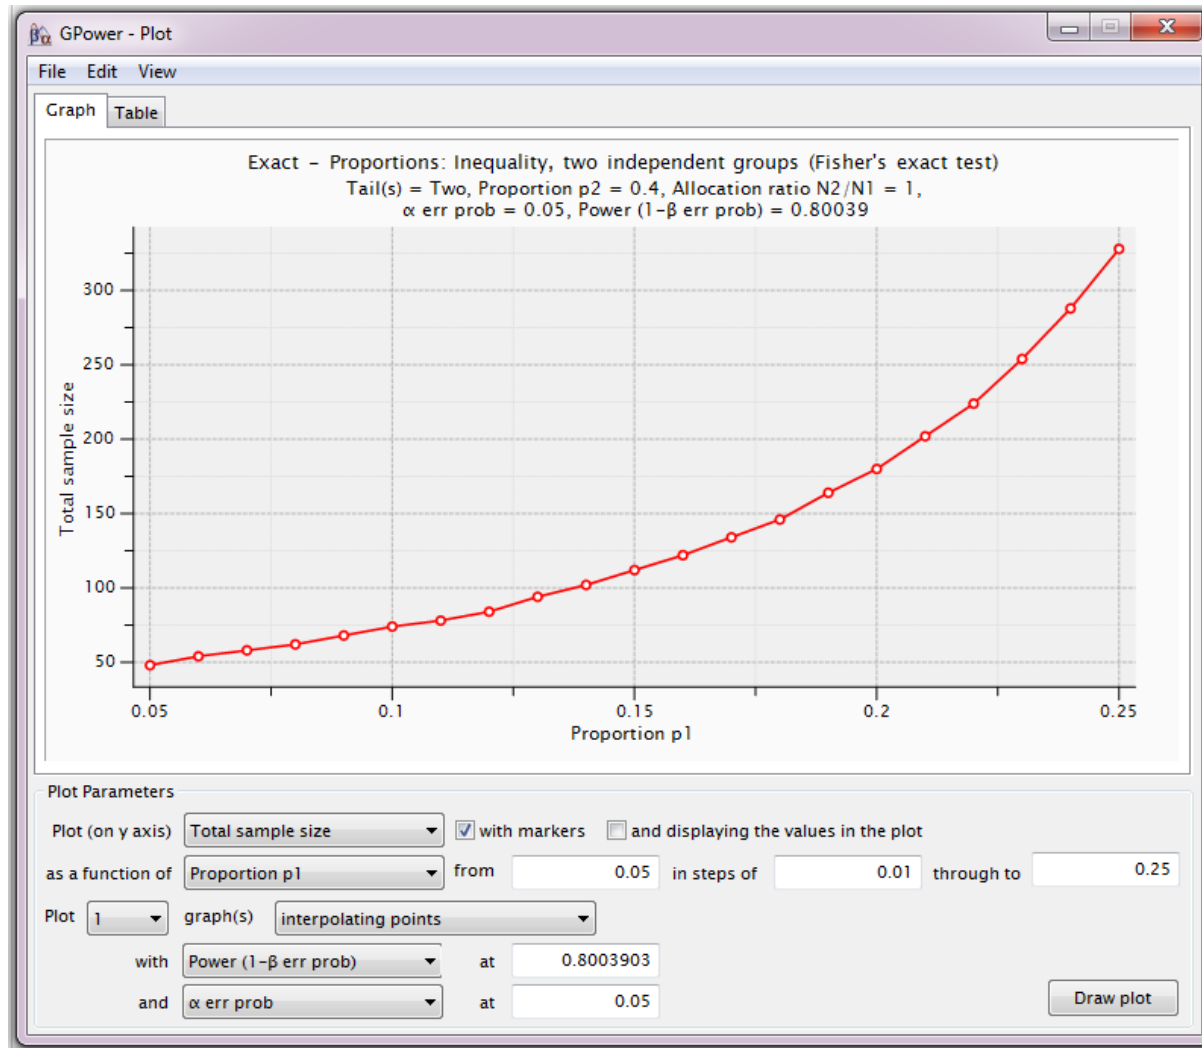 GPower - Plot
File Edit View
Graph Table
Exact – Proportions: Inequality, two independent groups (Fisher's exact test)
Tail(s) = Two, Proportion p2 = 0.4, Allocation ratio N2/N1 = 1,
α err prob = 0.05, Power (1-β err prob) = 0.80039
Total sample size
300
250
200
150
100
50
0.05 0.1 0.15 0.2 0.25
Proportion p1
Plot Parameters
Plot (on y axis) Total sample size with markers and displaying the values in the plot
as a function of Proportion p1 from 0.05 in steps of 0.01 through to 0.25
Plot 1 graph(s) interpolating points
with Power (1-β err prob) at 0.8003903
and α err prob at 0.05
Draw plot